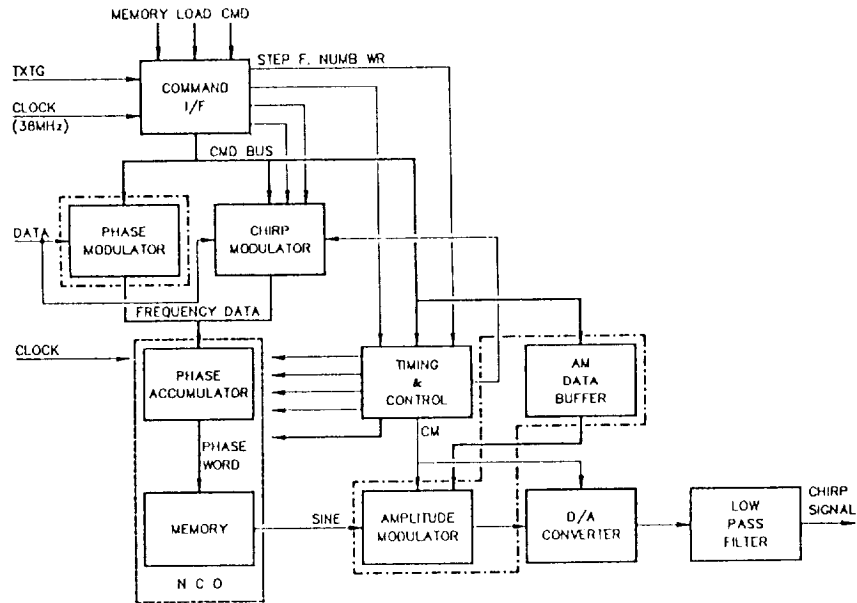 MEMORY LOAD CMD
STEP F, NUMB WR
TXTG
COMMAND
I/F
CLOCK
(38MHz)
CMD BUS
PHASE
MODULATOR
CHIRP
MODULATOR
DATA
FREQUENCY DATA
CLOCK
PHASE
ACCUMULATOR
TIMING
&
CONTROL
AM
DATA
BUFFER
CM
PHASE
WORD
MEMORY
SINE
AMPLITUDE
MODULATOR
D/A
CONVERTER
LOW
PASS
FILTER
CHIRP
SIGNAL
N C O